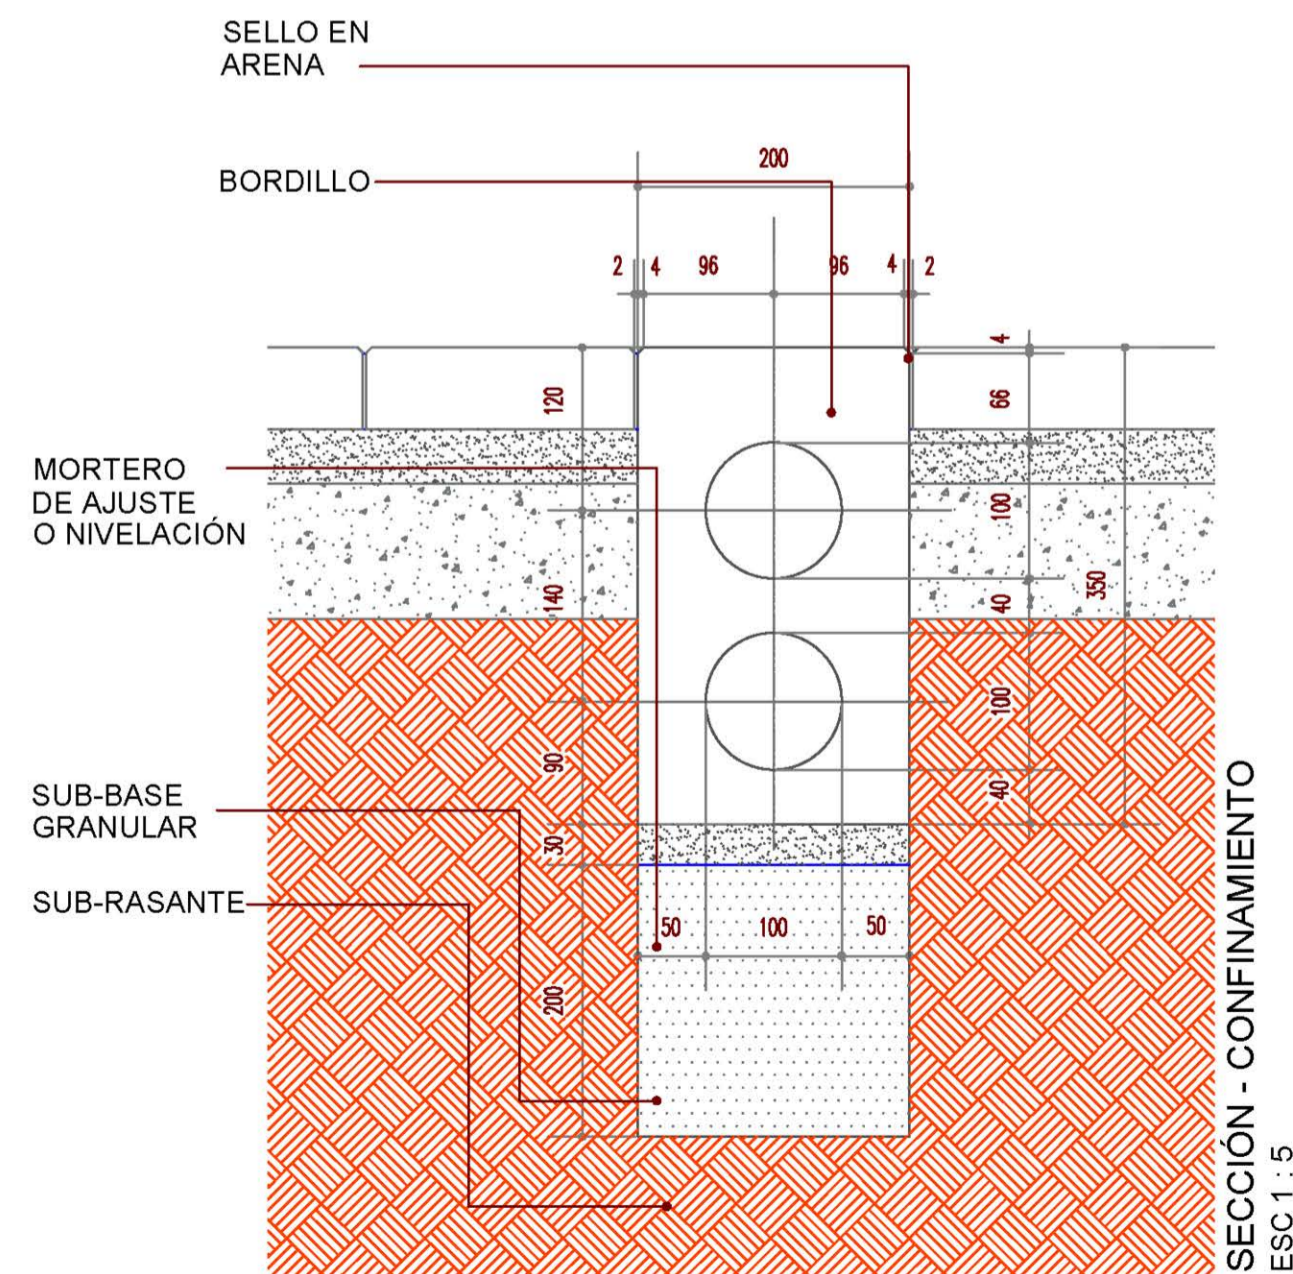 SELLO EN
ARENA
200
BORDILLO
2 4 96 96 4 2
4
120
66
MORTERO
DE AJUSTE
O NIVELACIÓN
100
350
140
40
100
90
40
SUB-BASE
GRANULAR
30
SUB-RASANTE
50 100 50
200
SECCIÓN - CONFINAMIENTO
ESC 1 : 5